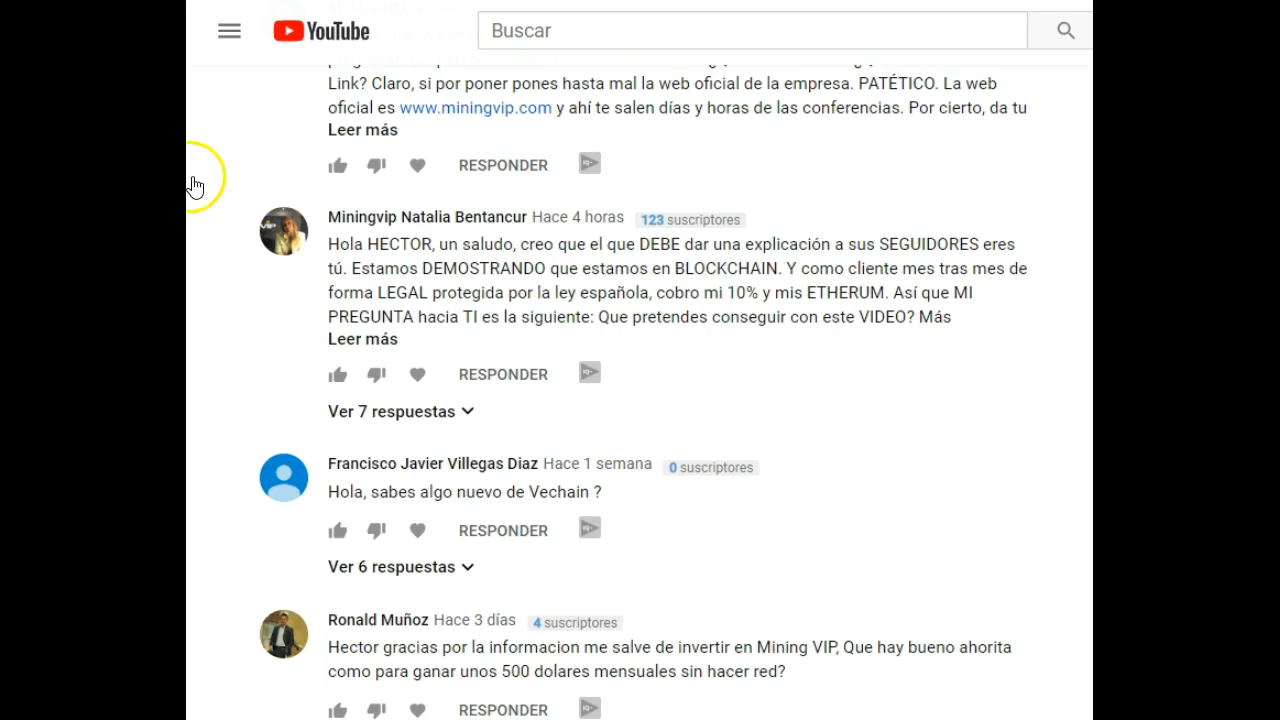 YouTube
Buscar
Link? Claro, si por poner pones hasta mal la web oficial de la empresa. PATÉTICO. La web
oficial es www.miningvip.com y ahí te salen días y horas de las conferencias. Por cierto, da tu
Leer más
RESPONDER
Miningvip Natalia Bentancur Hace 4 horas 123 suscriptores
Hola HECTOR, un saludo, creo que el que DEBE dar una explicación a sus SEGUIDORES eres
tú. Estamos DEMOSTRANDO que estamos en BLOCKCHAIN. Y como cliente mes tras mes de
forma LEGAL protegida por la ley española, cobro mi 10% y mis ETHERUM. Así que MI
PREGUNTA hacia TI es la siguiente: Que pretendes conseguir con este VIDEO? Más
Leer más
RESPONDER
Ver 7 respuestas
Francisco Javier Villegas Diaz Hace 1 semana 0 suscriptores
Hola, sabes algo nuevo de Vechain ?
RESPONDER
Ver 6 respuestas
Ronald Muñoz Hace 3 días 4 suscriptores
Hector gracias por la informacion me salve de invertir en Mining VIP, Que hay bueno ahorita
como para ganar unos 500 dolares mensuales sin hacer red?
RESPONDER